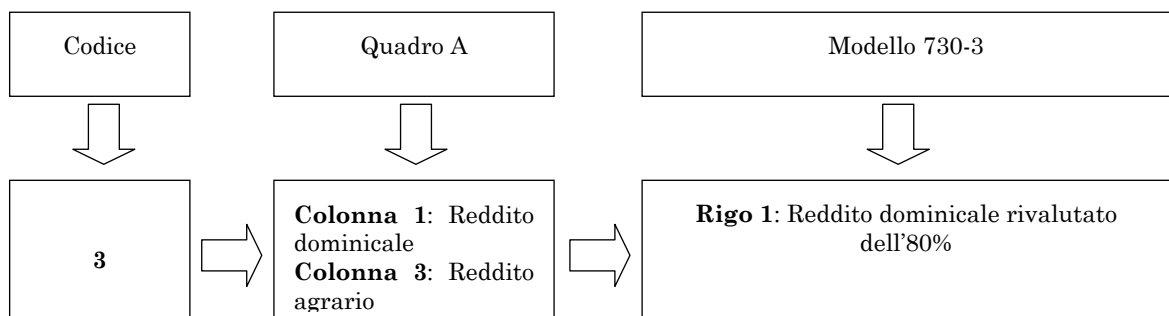 Codice
Quadro A
Modello 730-3
3
Colonna 1: Reddito
dominicale
Colonna 3: Reddito
agrario
Rigo 1: Reddito dominicale rivalutato
dell'80%